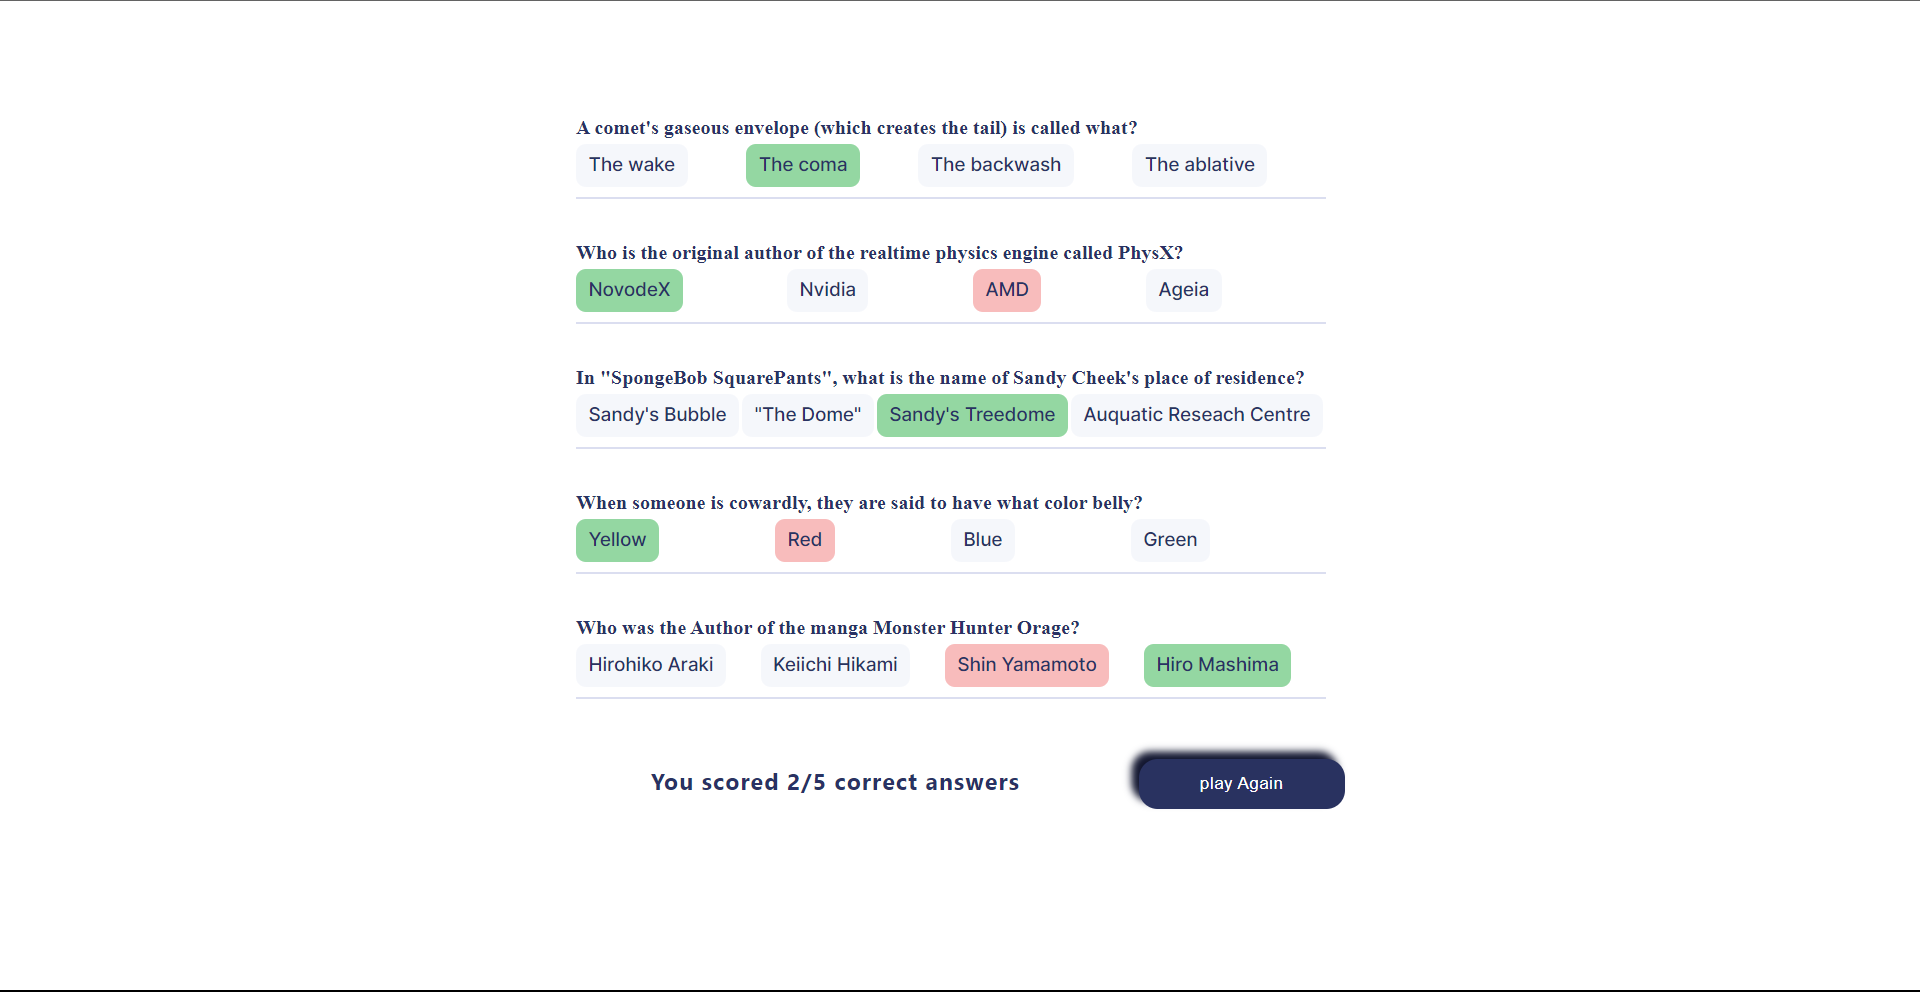 A comet's gaseous envelope (which creates the tail) is called what?
The wake The coma The backwash The ablative
Who is the original author of the realtime physics engine called PhysX?
NovodeX Nvidia AMD Ageia
In "SpongeBob SquarePants", what is the name of Sandy Cheek's place of residence?
Sandy's Bubble "The Dome" Sandy's Treedome Auquatic Reseach Centre
When someone is cowardly, they are said to have what color belly?
Yellow Red Blue Green
Who was the Author of the manga Monster Hunter Orage?
Hirohiko Araki Keiichi Hikami Shin Yamamoto Hiro Mashima
You scored 2/5 correct answers play Again